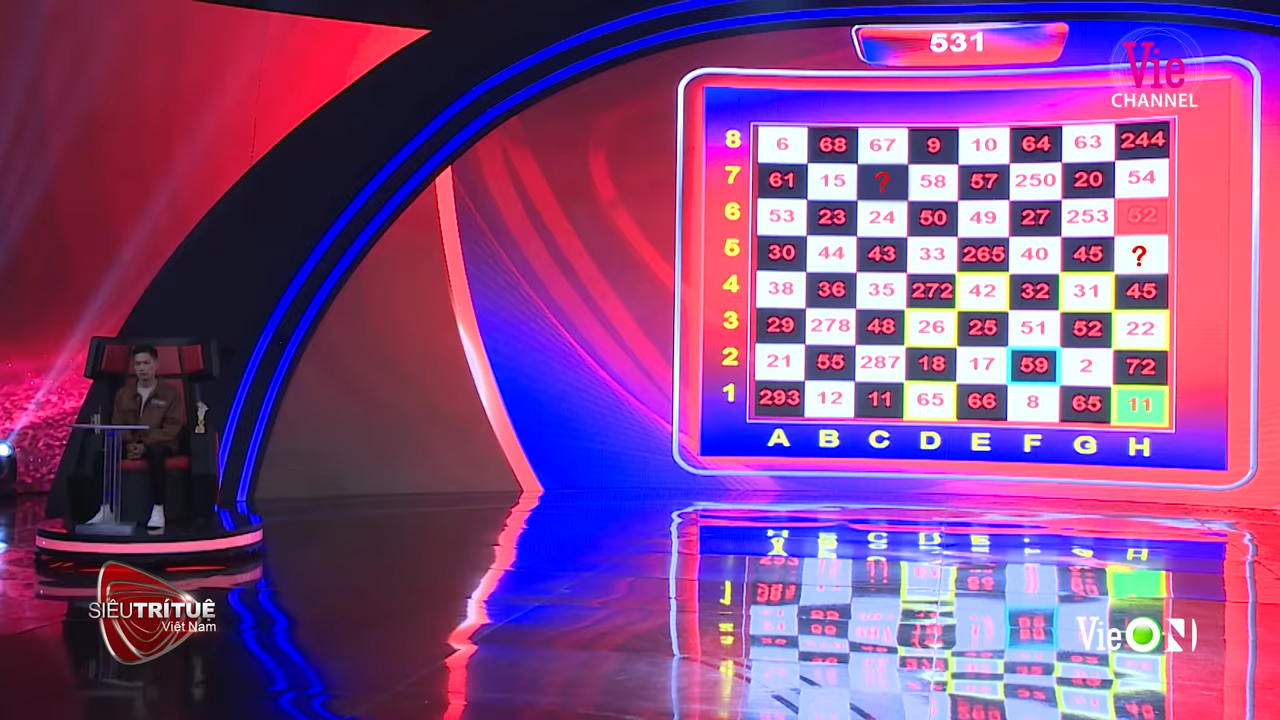 531
Vie
CHANNEL
8 6 68 67 9 10 64 63 244
7 61 15 ? 58 57 250 20 54
6 53 23 24 50 49 27 253 52
5 30 44 43 33 265 40 45 ?
4 38 36 35 272 42 32 31 45
3 29 278 48 26 25 51 52 22
2 21 55 287 18 17 59 2 72
1 293 12 11 65 66 8 65 11
A B C D E F G H
SIÊUTRÍTUỆ
Việt Nam
VieON